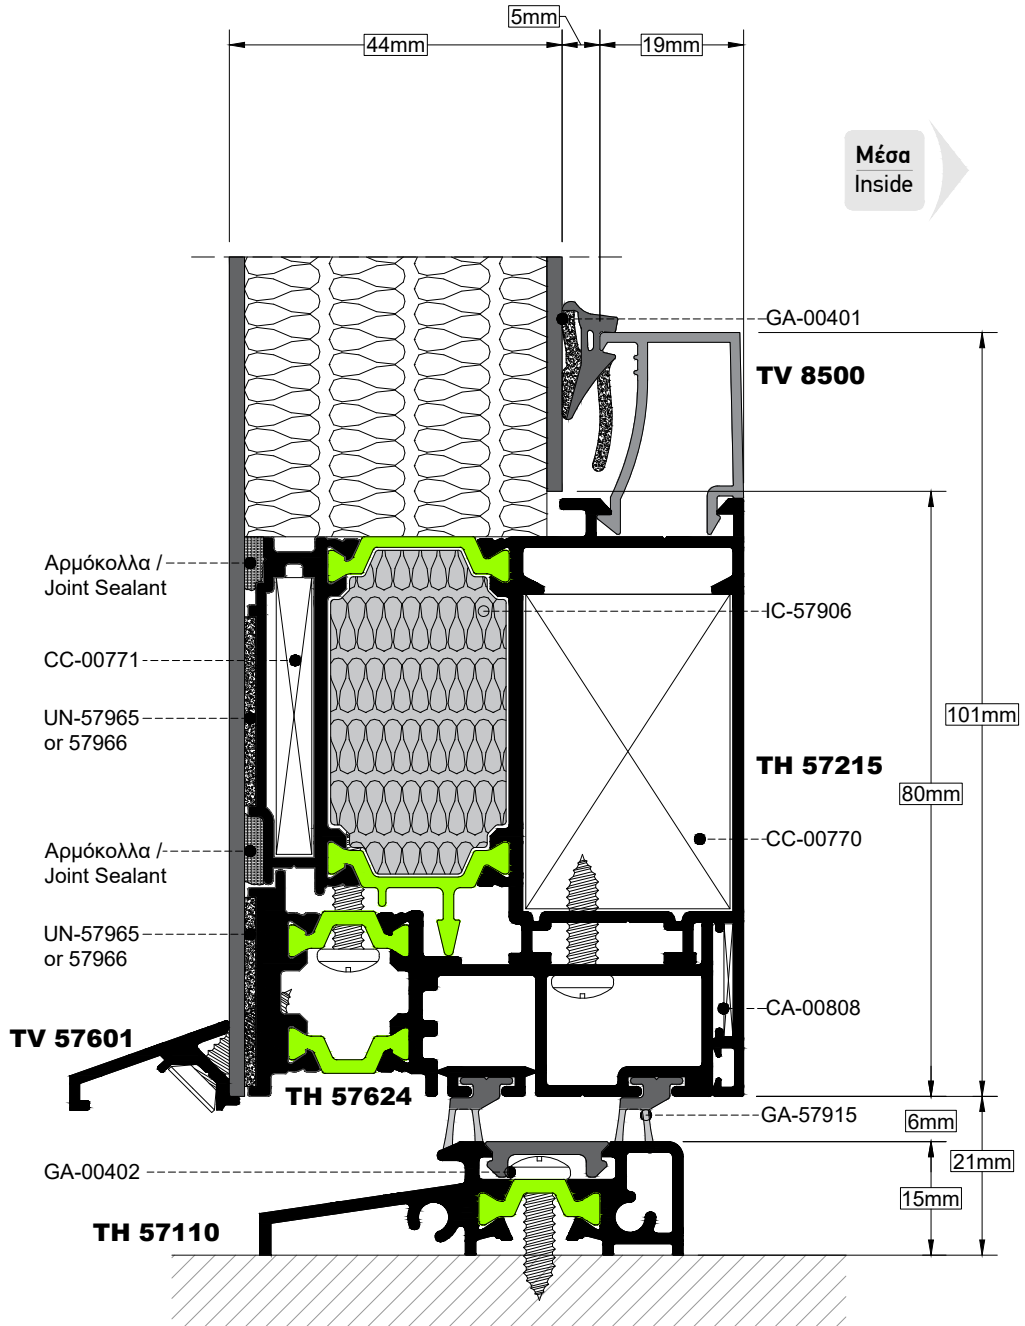 5mm
44mm
19mm
Μέσα
Inside
GA-00401
TV 8500
Αρμόκολλα /
Joint Sealant
IC-57906
CC-00771
UN-57965
or 57966
101mm
TH 57215
80mm
CC-00770
Αρμόκολλα /
Joint Sealant
UN-57965
or 57966
CA-00808
TV 57601
TH 57624
GA-57915
6mm
21mm
GA-00402
15mm
TH 57110